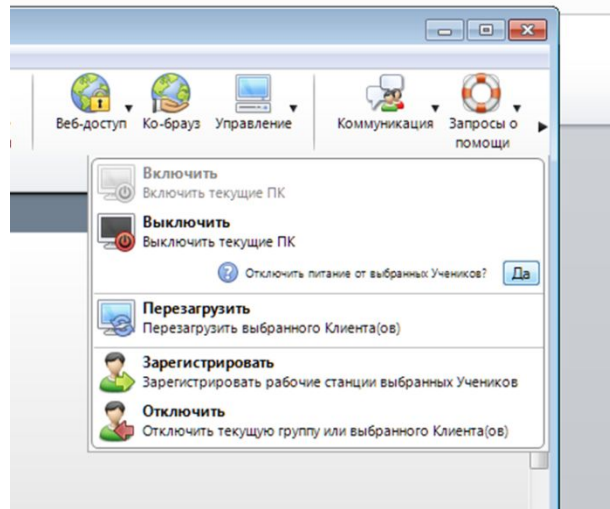 Веб-доступ Ко-брауз Управление Коммуникация Запросы о
помощи
Включить
Включить текущие ПК
Выключить
Выключить текущие ПК
Отключить питание от выбранных Учеников? Да
Перезагрузить
Перезагрузить выбранного Клиента(ов)
Зарегистрировать
Зарегистрировать рабочие станции выбранных Учеников
Отключить
Отключить текущую группу или выбранного Клиента(ов)